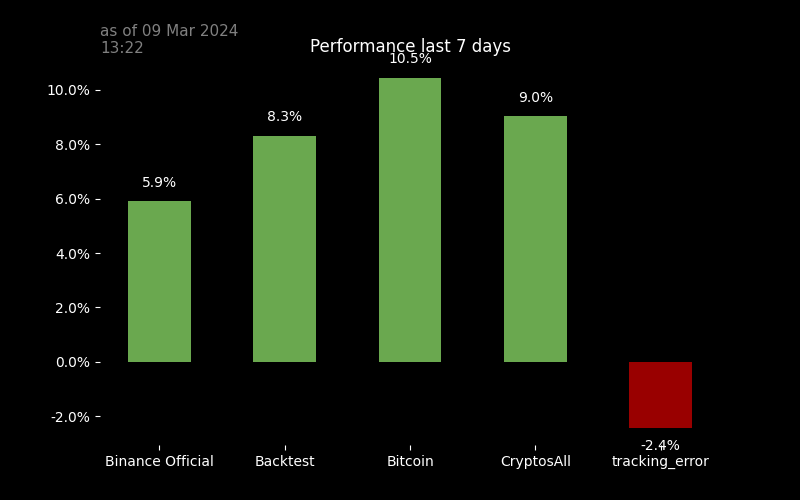 as of 09 Mar 2024
13:22
Performance last 7 days
10.5%
10.0%
9.0%
8.3%
8.0%
5.9%
6.0%
4.0%
2.0%
0.0%
-2.0%
-2.4%
Binance Official
Backtest
Bitcoin
CryptosAll
tracking_error